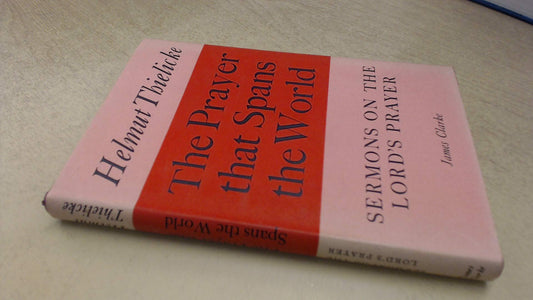 Helmut Thielicke
The Prayer
that Spans
the World
SERMONS ON THE
LORD'S PRAYER
James Clarke
Thielicke
Spans the World
LORD'S PRAYER